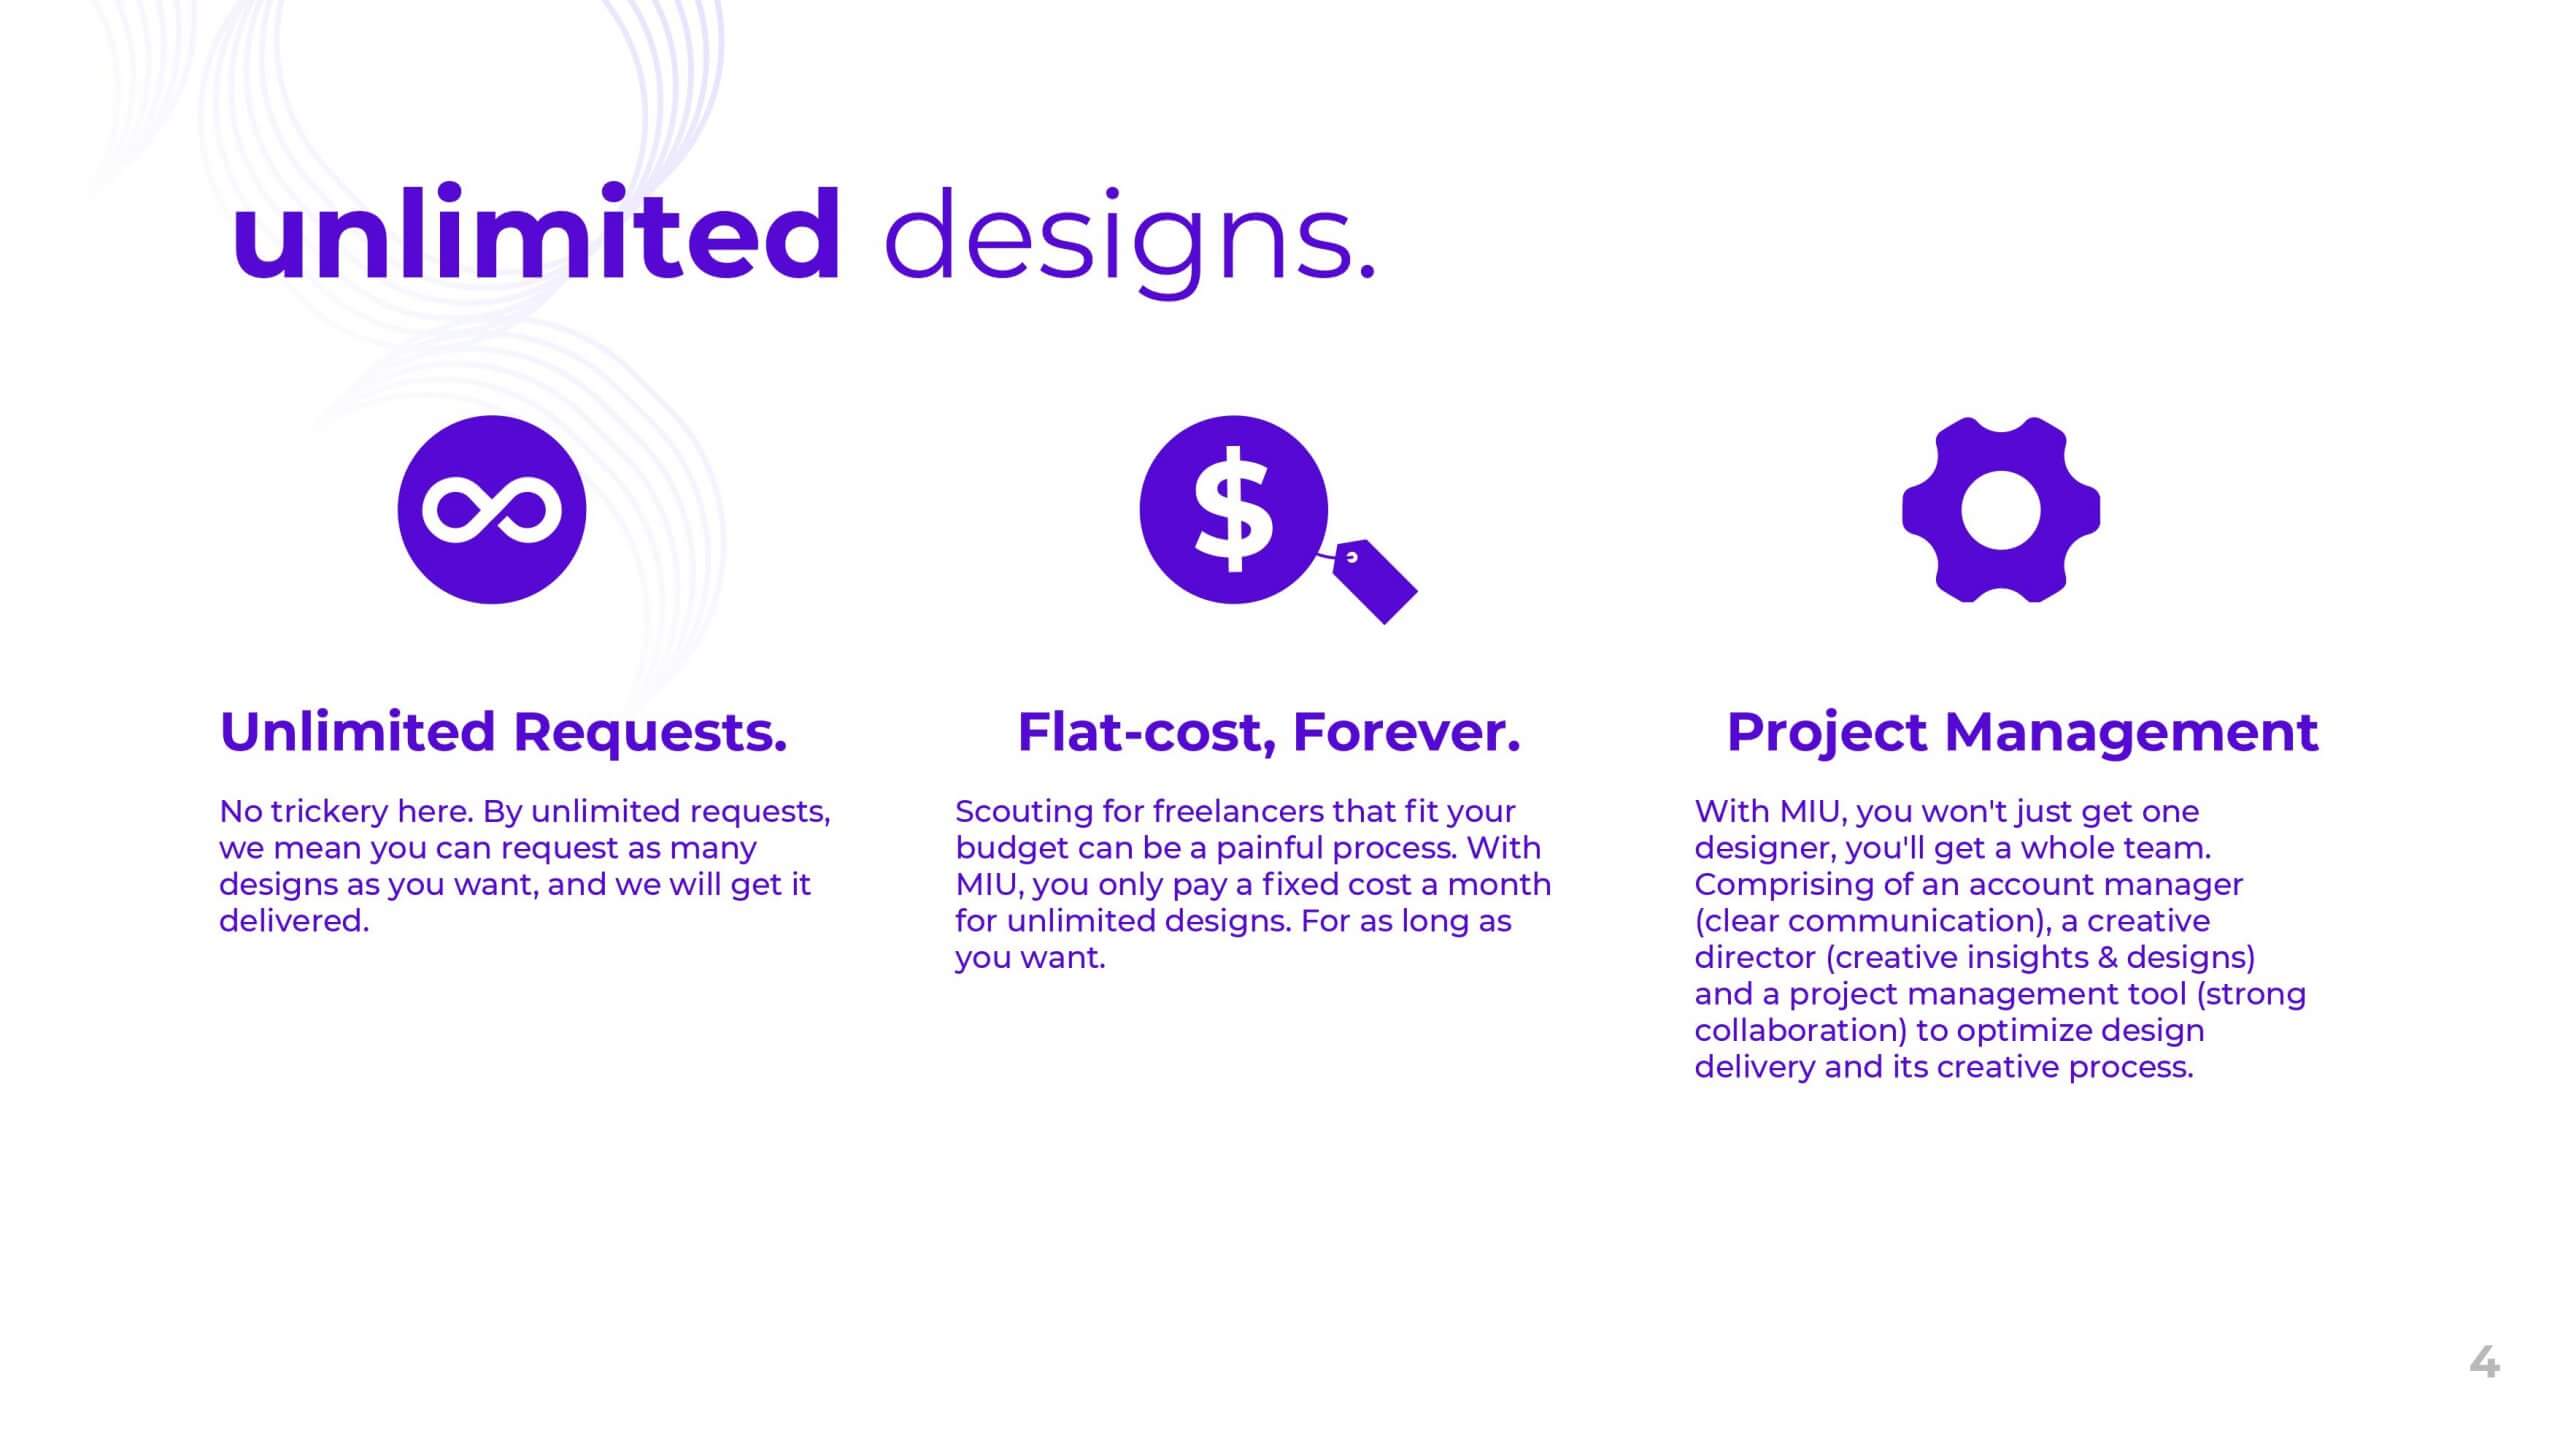 unlimited designs.
Unlimited Requests.
No trickery here. By unlimited requests,
we mean you can request as many
designs as you want, and we will get it
delivered.
$
Flat-cost, Forever.
Scouting for freelancers that fit your
budget can be a painful process. With
MIU, you only pay a fixed cost a month
for unlimited designs. For as long as
you want.
Project Management
With MIU, you won't just get one
designer, you'll get a whole team.
Comprising of an account manager
(clear communication), a creative
director (creative insights & designs)
and a project management tool (strong
collaboration) to optimize design
delivery and its creative process.
4